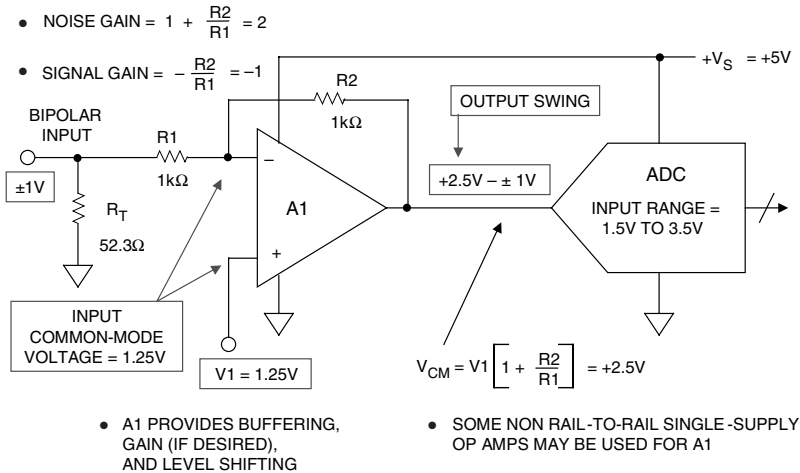 • NOISE GAIN = 1 + R2/R1 = 2
• SIGNAL GAIN = – R2/R1 = –1
+VS = +5V
R2
1kΩ
OUTPUT SWING
BIPOLAR
INPUT
R1
1kΩ
±1V
RT
52.3Ω
–
A1
+
+2.5V – ± 1V
ADC
INPUT RANGE =
1.5V TO 3.5V
INPUT
COMMON-MODE
VOLTAGE = 1.25V
V1 = 1.25V
VCM = V1 [1 + R2/R1] = +2.5V
• A1 PROVIDES BUFFERING,
GAIN (IF DESIRED),
AND LEVEL SHIFTING
• SOME NON RAIL-TO-RAIL SINGLE-SUPPLY
OP AMPS MAY BE USED FOR A1